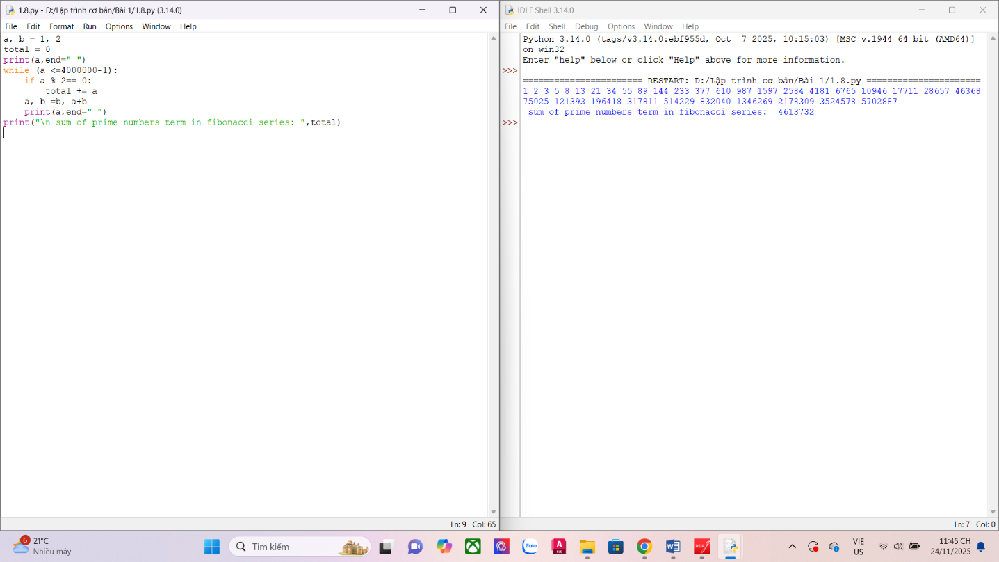 1.8.py - D:/Lập trình cơ bản/Bài 1/1.8.py (3.14.0)
File Edit Format Run Options Window Help
a, b = 1, 2
total = 0
print(a,end=" ")
while (a <=4000000-1):
    if a % 2== 0:
        total += a
    a, b =b, a+b
    print(a,end=" ")
print("\n sum of prime numbers term in fibonacci series: ",total)
Ln: 9 Col: 65
IDLE Shell 3.14.0
File Edit Shell Debug Options Window Help
Python 3.14.0 (tags/v3.14.0:ebf955d, Oct  7 2025, 10:15:03) [MSC v.1944 64 bit (AMD64)]
on win32
Enter "help" below or click "Help" above for more information.
>>>
======================= RESTART: D:/Lập trình cơ bản/Bài 1/1.8.py ======================
1 2 3 5 8 13 21 34 55 89 144 233 377 610 987 1597 2584 4181 6765 10946 17711 28657 46368
75025 121393 196418 317811 514229 832040 1346269 2178309 3524578 5702887
 sum of prime numbers term in fibonacci series:  4613732
>>>
Ln: 7 Col: 0
6
21°C
Nhiều mây
Tìm kiếm
Zalo
A
PDF
VIE
US
11:45 CH
24/11/2025